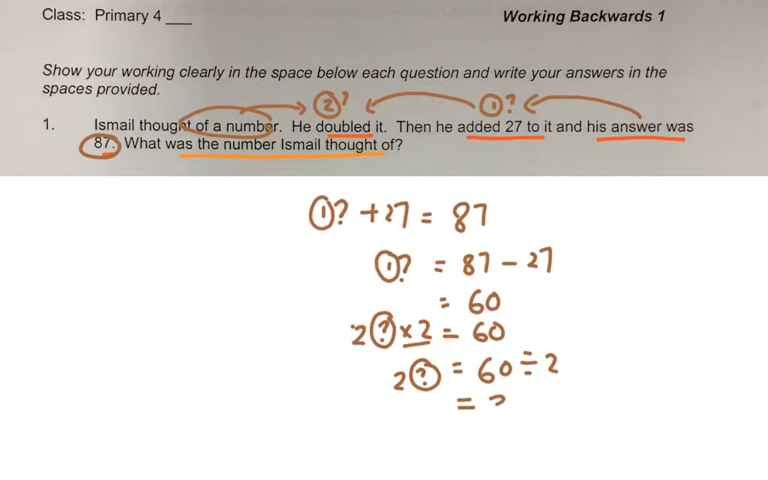 Class: Primary 4 ___ Working Backwards 1
Show your working clearly in the space below each question and write your answers in the
spaces provided.
②? ①?
1. Ismail thought of a number. He doubled it. Then he added 27 to it and his answer was
87. What was the number Ismail thought of?
①? + 27 = 87
①? = 87 - 27
= 60
2? × 2 = 60
2? = 60 ÷ 2
=